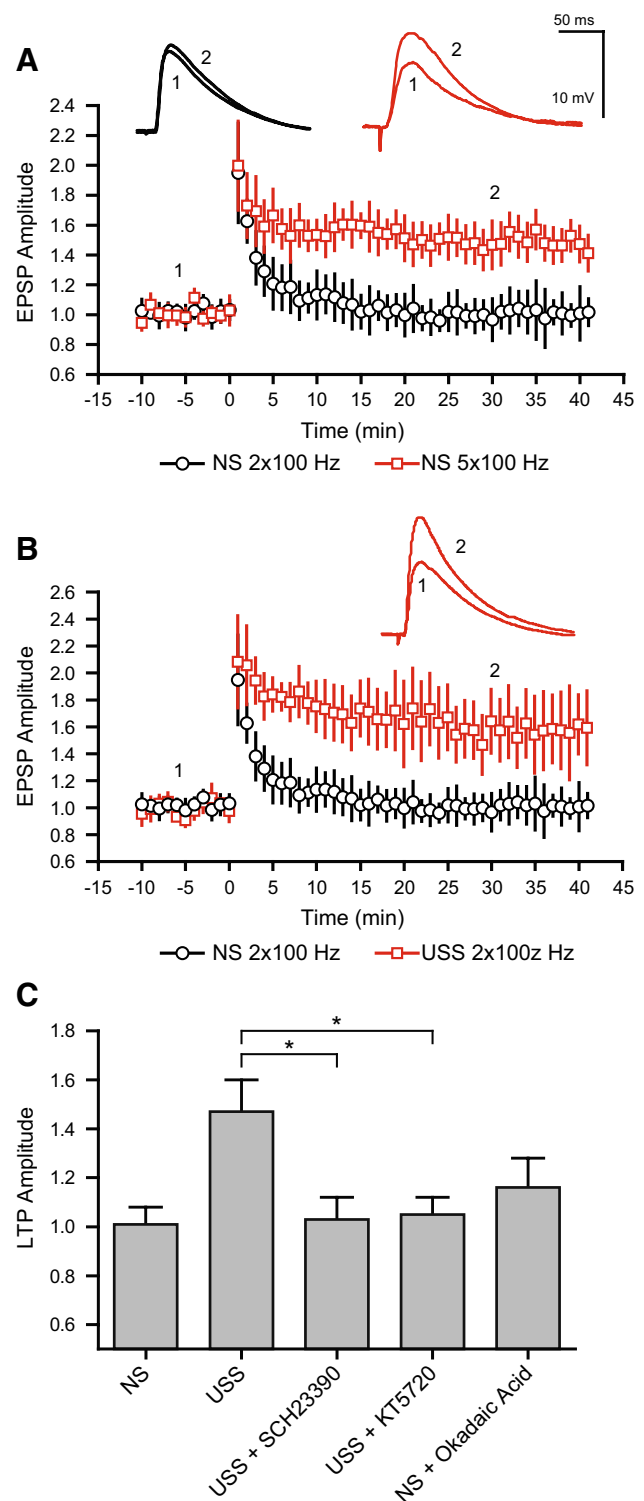 A
1
2
1
2
50 ms
10 mV
2.4
2.2
2.0
1.8
1.6
1.4
1.2
1.0
0.8
0.6
EPSP Amplitude
1
2
-15 -10 -5 0 5 10 15 20 25 30 35 40 45
Time (min)
NS 2x100 Hz NS 5x100 Hz
B
1
2
2.6
2.4
2.2
2.0
1.8
1.6
1.4
1.2
1.0
0.8
0.6
EPSP Amplitude
1
2
-15 -10 -5 0 5 10 15 20 25 30 35 40 45
Time (min)
NS 2x100 Hz USS 2x100z Hz
C
1.8
1.6
1.4
1.2
1.0
0.8
0.6
LTP Amplitude
*
*
NS
USS
USS + SCH23390
USS + KT5720
NS + Okadaic Acid